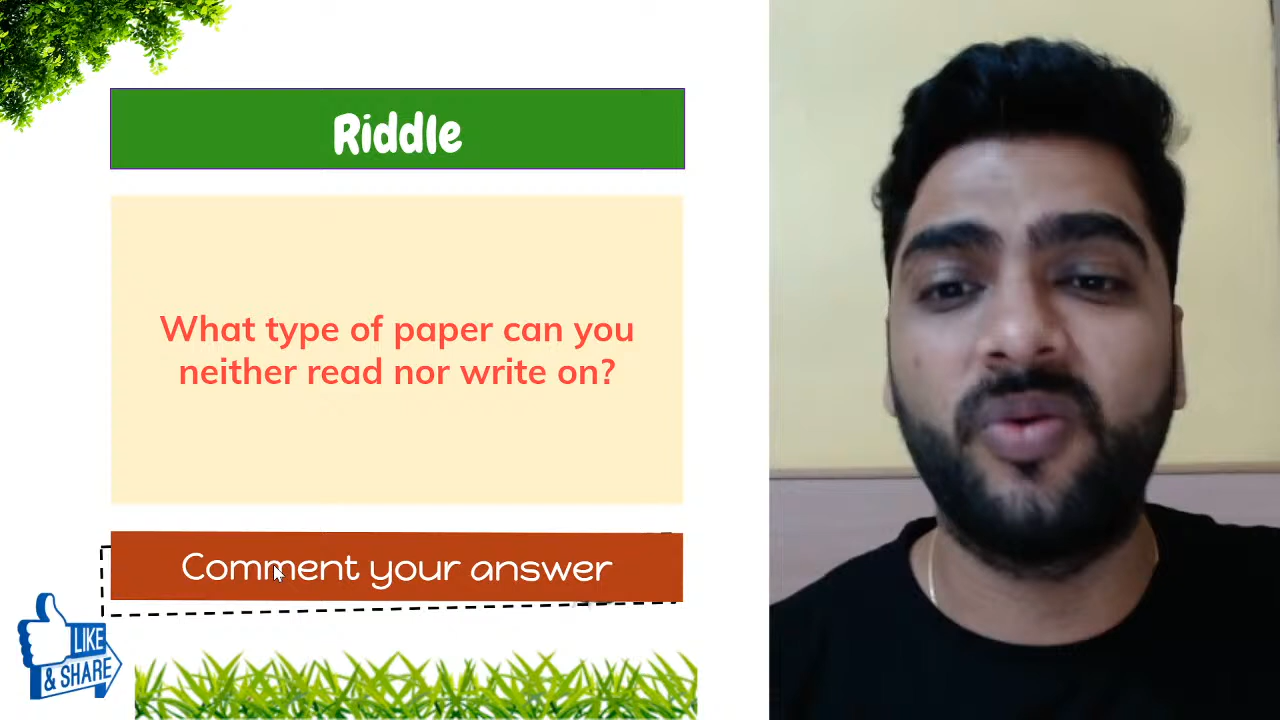 Riddle
What type of paper can you
neither read nor write on?
Comment your answer
LIKE
& SHARE